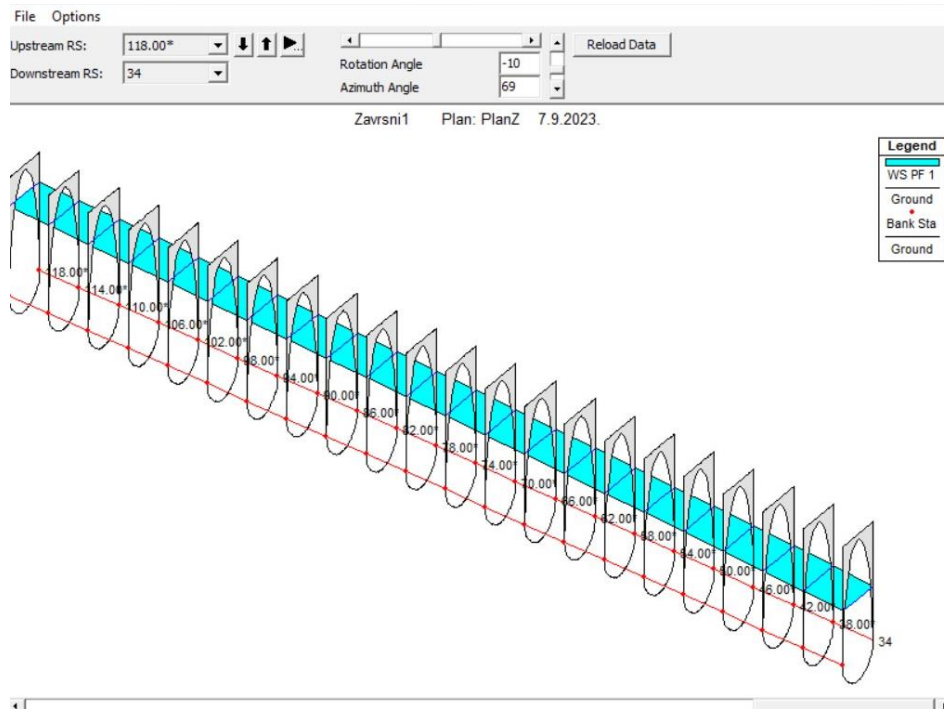 File Options
Upstream RS: 118.00*
Downstream RS: 34
Rotation Angle -10
Azimuth Angle 69
Reload Data
Zavrsni1 Plan: PlanZ 7.9.2023.
Legend
WS PF 1
Ground
Bank Sta
Ground
118.00*
114.00*
110.00*
106.00*
102.00*
98.00*
94.00*
90.00*
86.00*
82.00*
78.00*
74.00*
70.00*
66.00*
62.00*
58.00*
54.00*
50.00*
46.00*
42.00*
38.00*
34